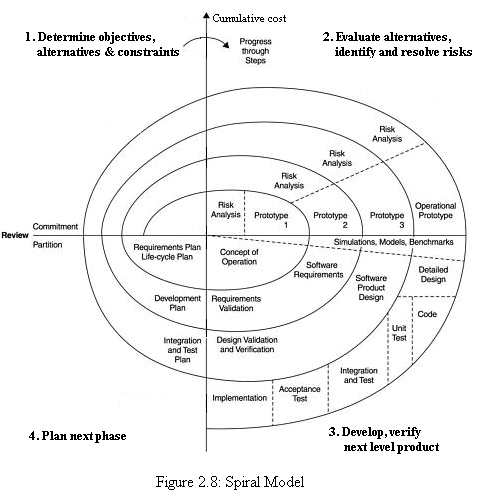 Cumulative cost
1. Determine objectives,
alternatives & constraints
Progress
through
Steps
2. Evaluate alternatives,
identify and resolve risks
Risk
Analysis
Risk
Analysis
Risk
Analysis
Risk
Analysis
Prototype
1
Prototype
2
Prototype
3
Operational
Prototype
Review
Commitment
Partition
Simulations, Models, Benchmarks
Requirements Plan
Life-cycle Plan
Concept of
Operation
Software
Requirements
Software
Product
Design
Detailed
Design
Development
Plan
Requirements
Validation
Code
Unit
Test
Integration
and Test
Plan
Design Validation
and Verification
Integration
and Test
Acceptance
Test
Implementation
4. Plan next phase
3. Develop, verify
next level product
Figure 2.8: Spiral Model